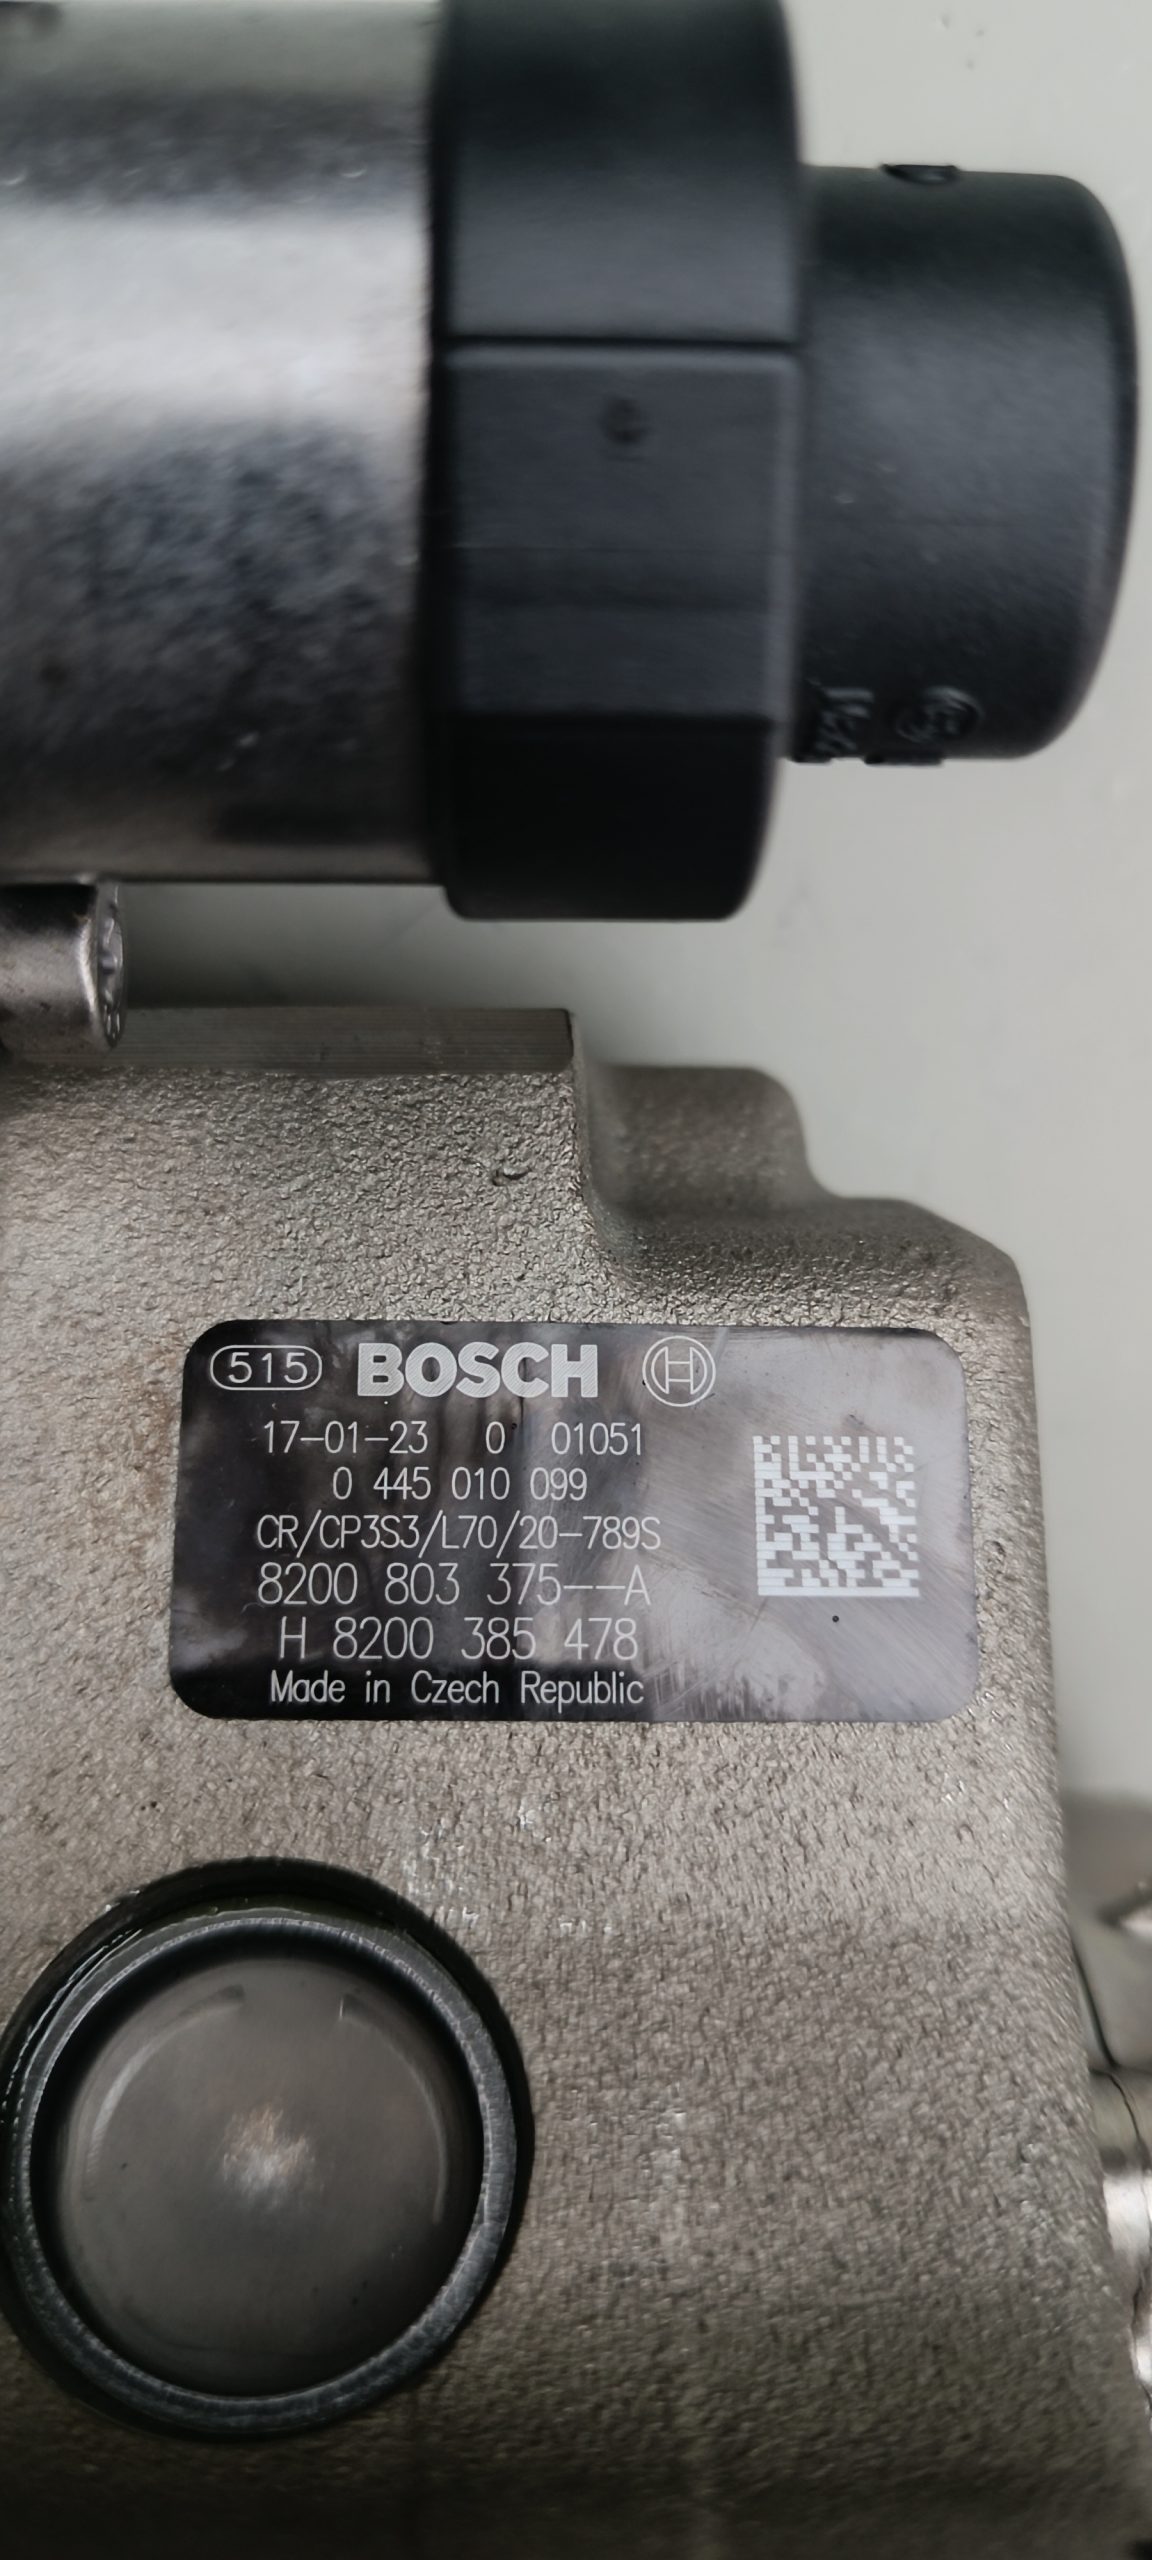 515 BOSCH
17-01-23 0 01051
0 445 010 099
CR/CP3S3/L70/20-789S
8200 803 375--A
H 8200 385 478
Made in Czech Republic